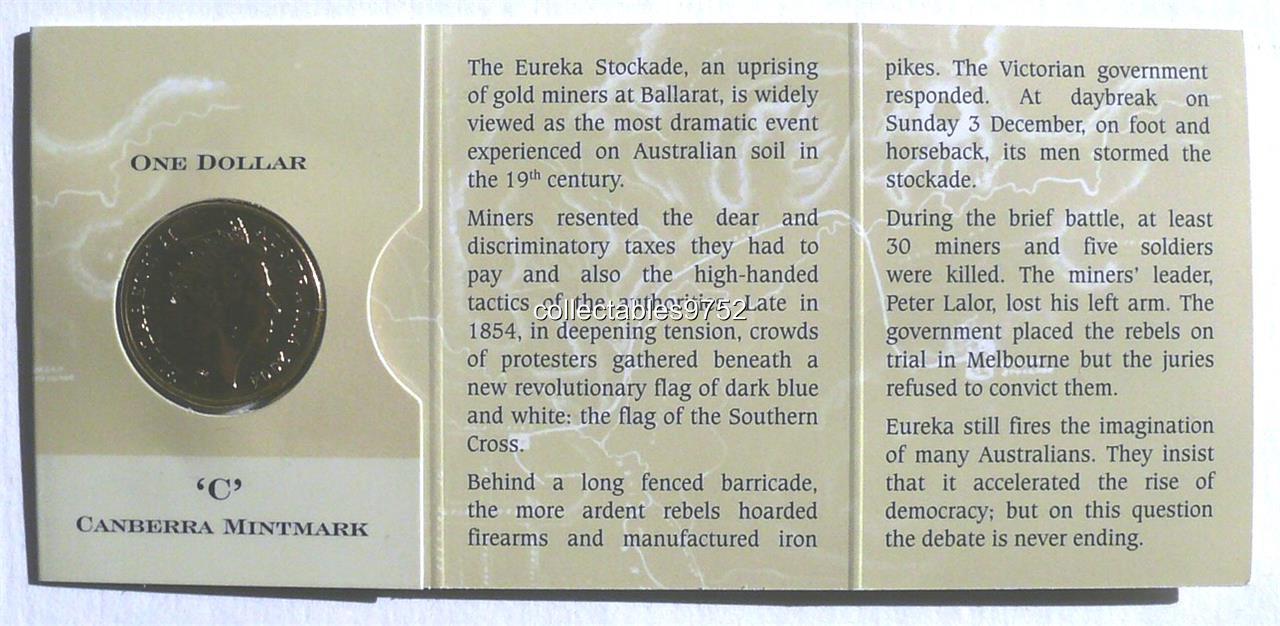 ONE DOLLAR
‘C’
CANBERRA MINTMARK
The Eureka Stockade, an uprising
of gold miners at Ballarat, is widely
viewed as the most dramatic event
experienced on Australian soil in
the 19th century.
Miners resented the dear and
discriminatory taxes they had to
pay and also the high-handed
tactics of the authorities. Late in
collectables9752
1854, in deepening tension, crowds
of protesters gathered beneath a
new revolutionary flag of dark blue
and white: the flag of the Southern
Cross.
Behind a long fenced barricade,
the more ardent rebels hoarded
firearms and manufactured iron
pikes. The Victorian government
responded. At daybreak on
Sunday 3 December, on foot and
horseback, its men stormed the
stockade.
During the brief battle, at least
30 miners and five soldiers
were killed. The miners’ leader,
Peter Lalor, lost his left arm. The
government placed the rebels on
trial in Melbourne but the juries
refused to convict them.
Eureka still fires the imagination
of many Australians. They insist
that it accelerated the rise of
democracy; but on this question
the debate is never ending.